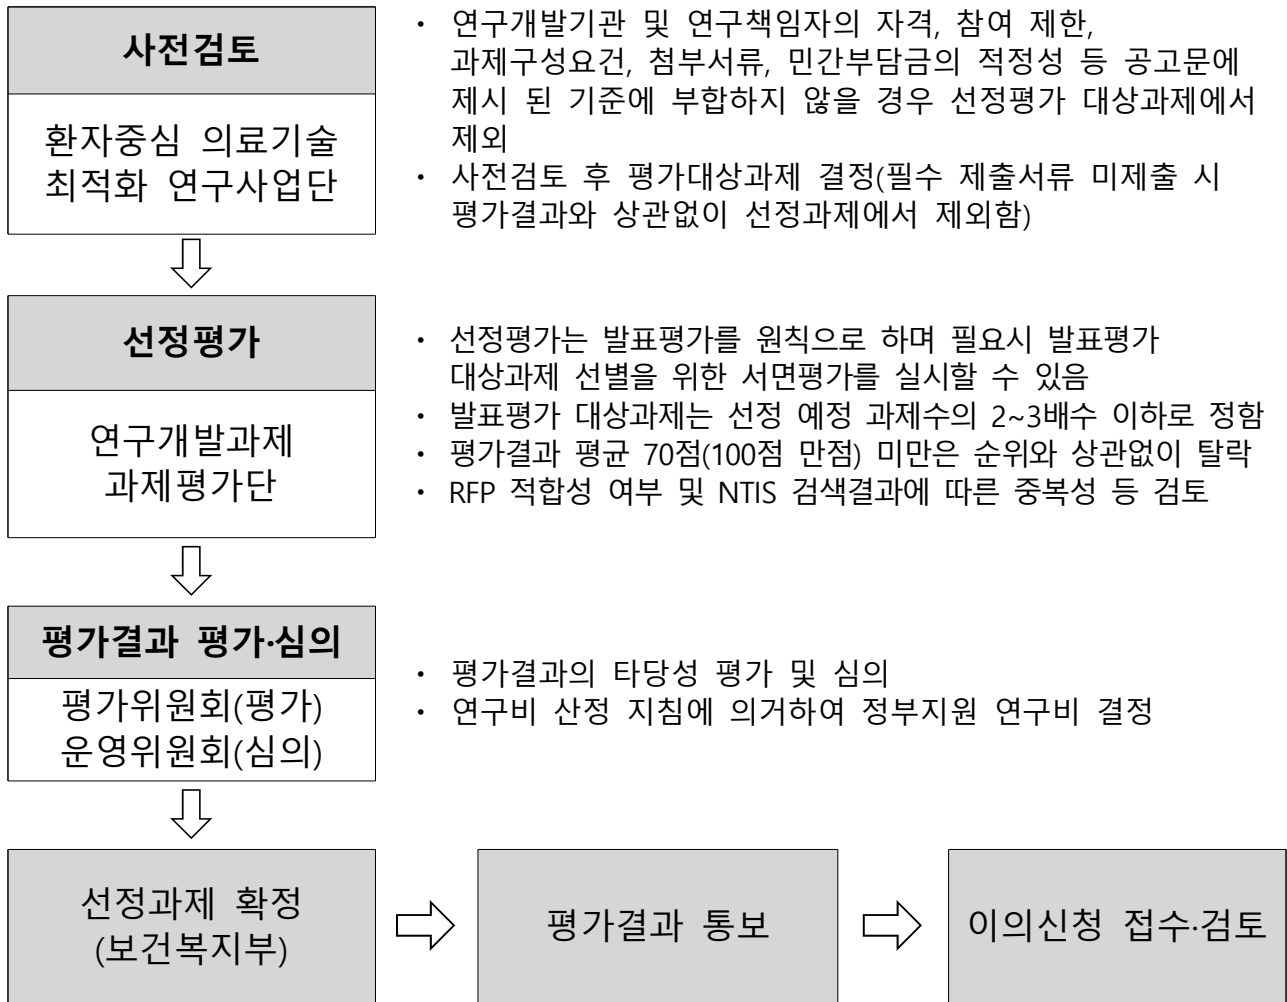 사전검토
환자중심 의료기술
최적화 연구사업단
· 연구개발기관 및 연구책임자의 자격, 참여 제한,
과제구성요건, 첨부서류, 민간부담금의 적정성 등 공고문에
제시 된 기준에 부합하지 않을 경우 선정평가 대상과제에서
제외
· 사전검토 후 평가대상과제 결정(필수 제출서류 미제출 시
평가결과와 상관없이 선정과제에서 제외함)
선정평가
연구개발과제
과제평가단
· 선정평가는 발표평가를 원칙으로 하며 필요시 발표평가
대상과제 선별을 위한 서면평가를 실시할 수 있음
· 발표평가 대상과제는 선정 예정 과제수의 2~3배수 이하로 정함
· 평가결과 평균 70점(100점 만점) 미만은 순위와 상관없이 탈락
· RFP 적합성 여부 및 NTIS 검색결과에 따른 중복성 등 검토
평가결과 평가·심의
평가위원회(평가)
운영위원회(심의)
· 평가결과의 타당성 평가 및 심의
· 연구비 산정 지침에 의거하여 정부지원 연구비 결정
선정과제 확정
(보건복지부)
평가결과 통보
이의신청 접수·검토